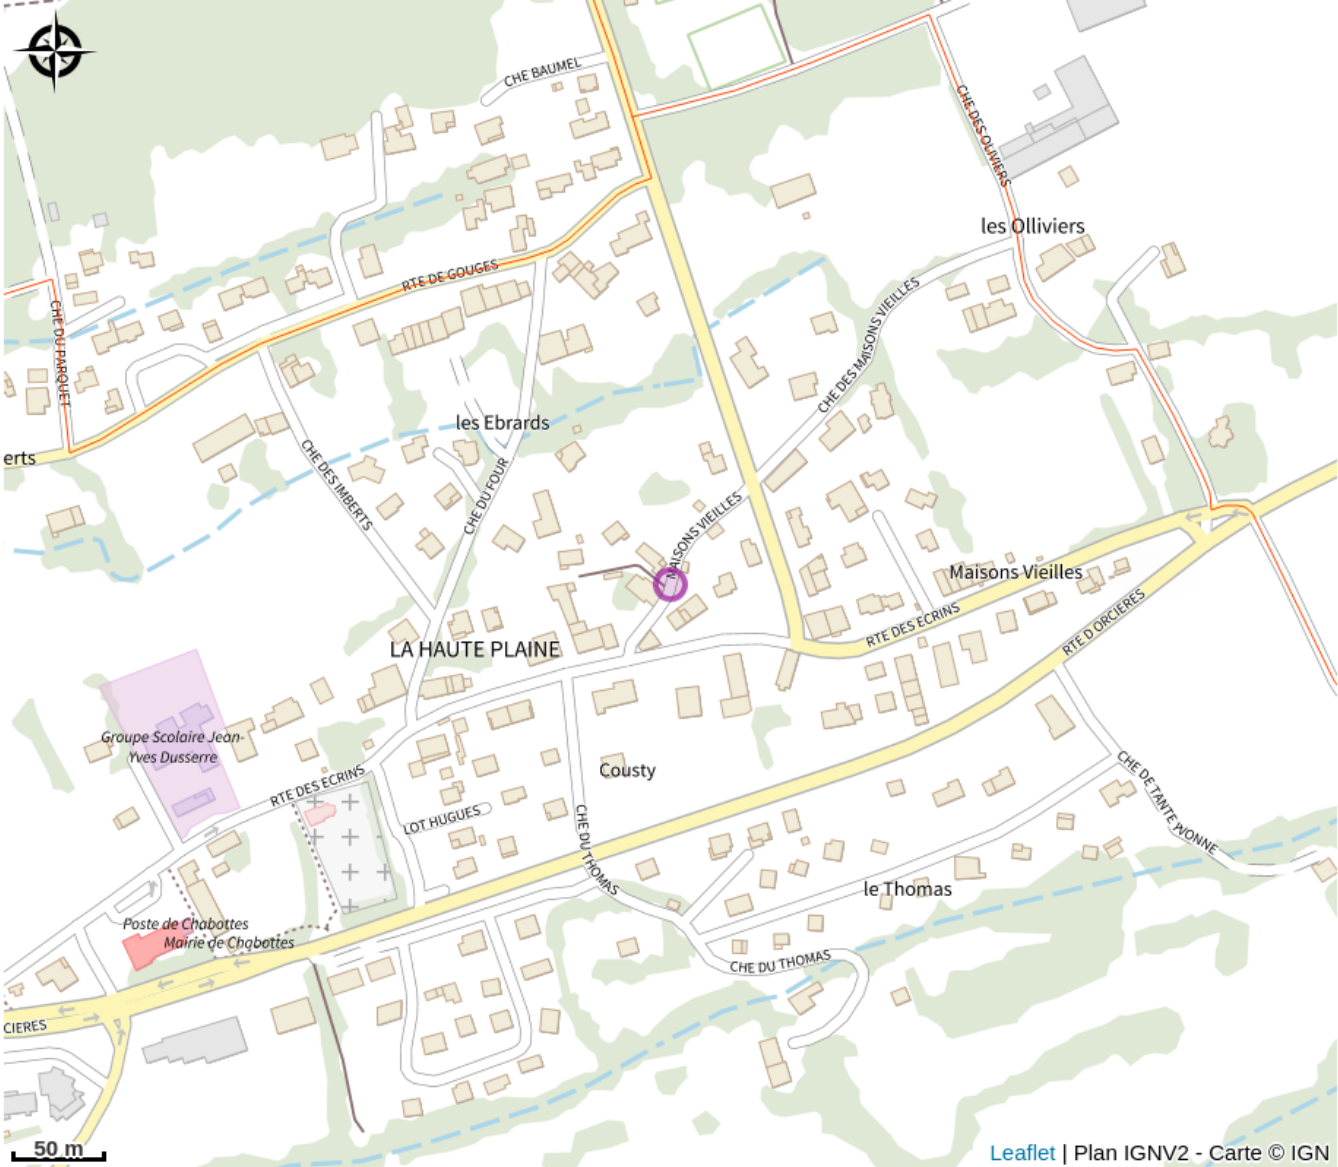 CHE BAUMEL
CHE DES OLIVIERS
les Olliviers
RTE DE GOUGES
CHE DU PARQUET
CHE DES MAISONS VIEILLES
les Ebrards
erts
CHE DES IMBERTS
CHE DU FOUR
MAISONS VIEILLES
Maisons Vieilles
RTE DES ECRINS
RTE D ORCIERES
LA HAUTE PLAINE
Groupe Scolaire Jean-
Yves Dusserre
Cousty
RTE DES ECRINS
LOT HUGUES
CHE DU THOMAS
CHE DE TANTE YVONNE
le Thomas
Poste de Chabottes
Mairie de Chabottes
CHE DU THOMAS
CIERES
50 m
Leaflet | Plan IGNV2 - Carte © IGN